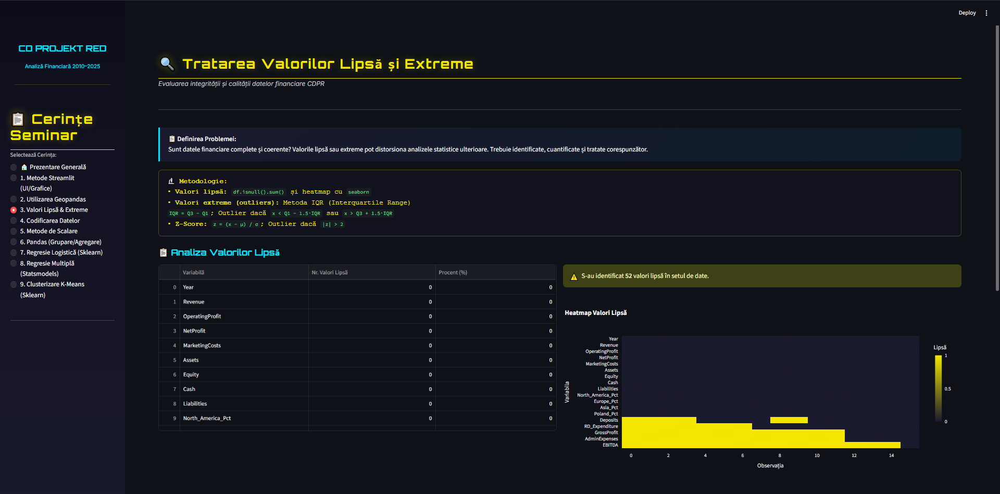 Deploy
CD PROJEKT RED
Analiză Financiară 2010–2025
Cerințe
Seminar
Selectează Cerința:
Prezentare Generală
1. Metode Streamlit
(UI/Grafice)
2. Utilizarea Geopandas
3. Valori Lipsă & Extreme
4. Codificarea Datelor
5. Metode de Scalare
6. Pandas (Grupare/Agregare)
7. Regresie Logistică (Sklearn)
8. Regresie Multiplă
(Statsmodels)
9. Clusterizare K-Means
(Sklearn)
Tratarea Valorilor Lipsă și Extreme
Evaluarea integrității și calității datelor financiare CDPR
Definirea Problemei:
Sunt datele financiare complete și coerente? Valorile lipsă sau extreme pot distorsiona analizele statistice ulterioare. Trebuie identificate, cuantificate și tratate corespunzător.
Metodologie:
• Valori lipsă: df.isnull().sum() și heatmap cu seaborn
• Valori extreme (outliers): Metoda IQR (Interquartile Range)
IQR = Q3 − Q1; Outlier dacă x < Q1 − 1.5·IQR sau x > Q3 + 1.5·IQR
• Z-Score: z = (x − μ) / σ; Outlier dacă |z| > 2
Analiza Valorilor Lipsă
Variabilă Nr. Valori Lipsă Procent (%)
0 Year 0 0
1 Revenue 0 0
2 OperatingProfit 0 0
3 NetProfit 0 0
4 MarketingCosts 0 0
5 Assets 0 0
6 Equity 0 0
7 Cash 0 0
8 Liabilities 0 0
9 North_America_Pct 0 0
S-au identificat 52 valori lipsă în setul de date.
Heatmap Valori Lipsă
Year
Revenue
OperatingProfit
NetProfit
MarketingCosts
Assets
Equity
Cash
Liabilities
North_America_Pct
Europe_Pct
Asia_Pct
Poland_Pct
Deposits
RD_Expenditure
GrossProfit
AdminExpenses
EBITDA
Variabila
0 2 4 6 8 10 12 14
Observația
Lipsă
1
0.5
0